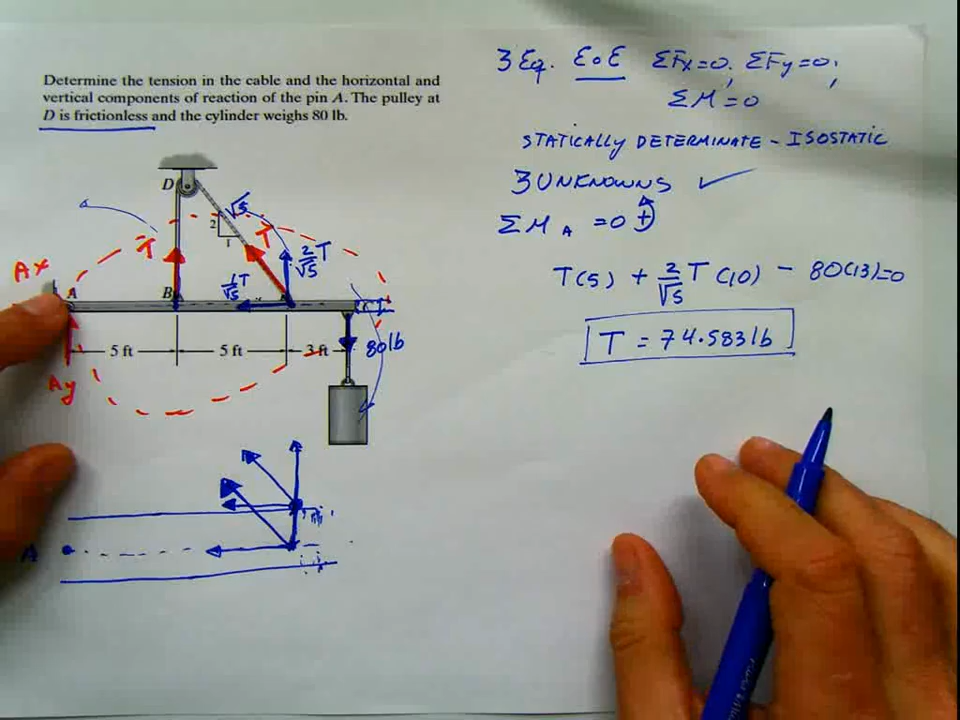 Determine the tension in the cable and the horizontal and
vertical components of reaction of the pin A. The pulley at
D is frictionless and the cylinder weighs 80 lb.
3 Eq. EoE ΣFx=0, ΣFy=0,
ΣM=0
STATICALLY DETERMINATE - ISOSTATIC
3 UNKNOWNS ✓
ΣM A = 0 +
T(5) + 2/√5 T(10) - 80(13)=0
T = 74.583 lb
D
√5
2
1
T
T
2/√5 T
1/√5 T
Ax
A
B
5 ft
5 ft
3 ft
80 lb
Ay
A